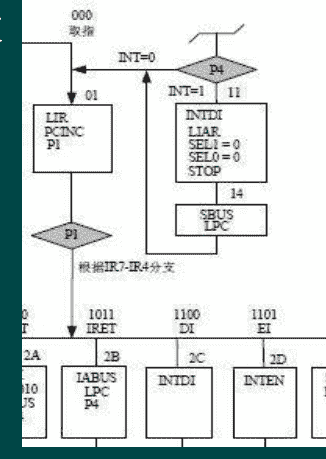 000
取指
INT=0
P4
INT=1 11
01
LIR
PCINC
P1
INTDI
LIAR
SEL1 = 0
SEL0 = 0
STOP
14
SBUS
LPC
P1
根据IR7-IR4分支
1011
IRET
1100
DI
1101
EI
2A
2B
2C
2D
IABUS
LPC
P4
INTDI
INTEN